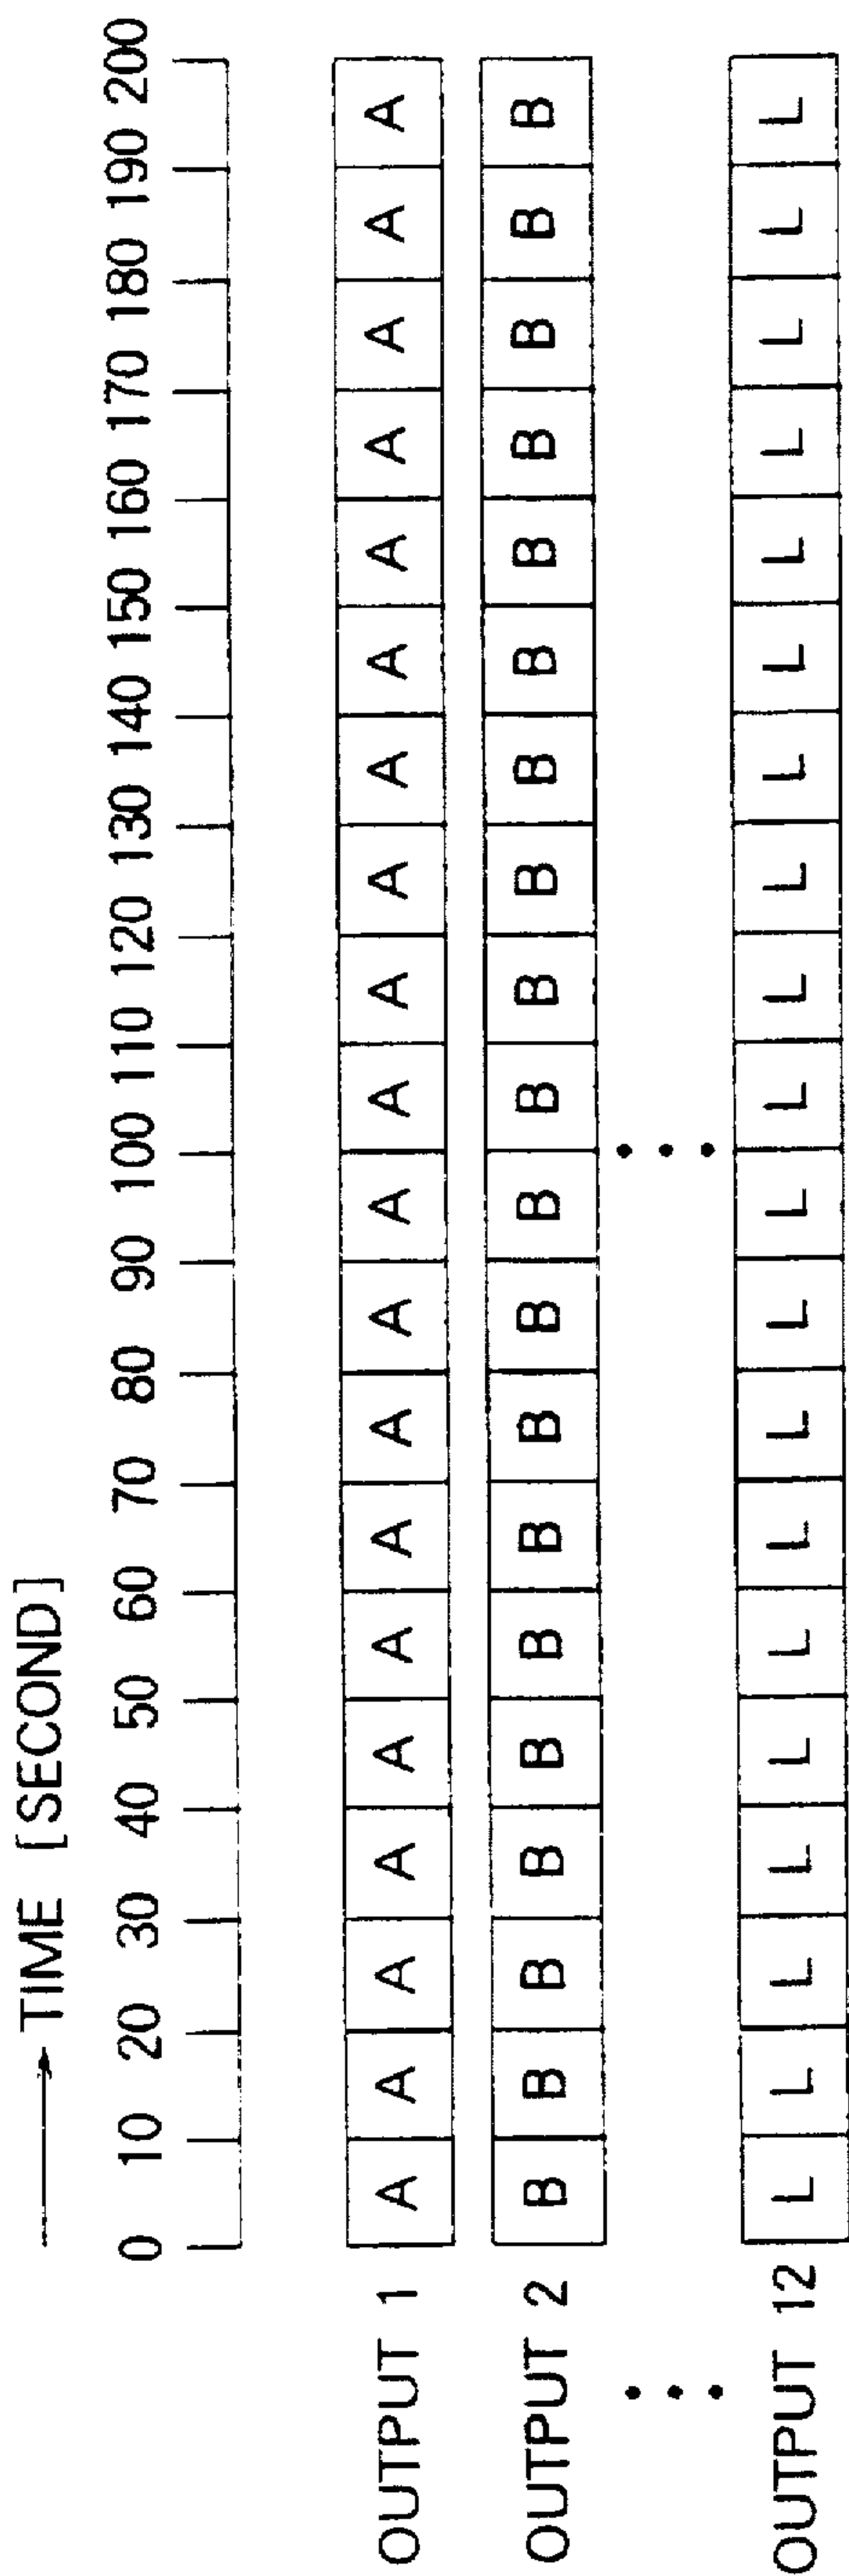 TIME [SECOND]
0 10 20 30 40 50 60 70 80 90 100 110 120 130 140 150 160 170 180 190 200
OUTPUT 1 A A A A A A A A A A A A A A A A A A A A
OUTPUT 2 B B B B B B B B B B B B B B B B B B B B
OUTPUT 12 L L L L L L L L L L L L L L L L L L L L